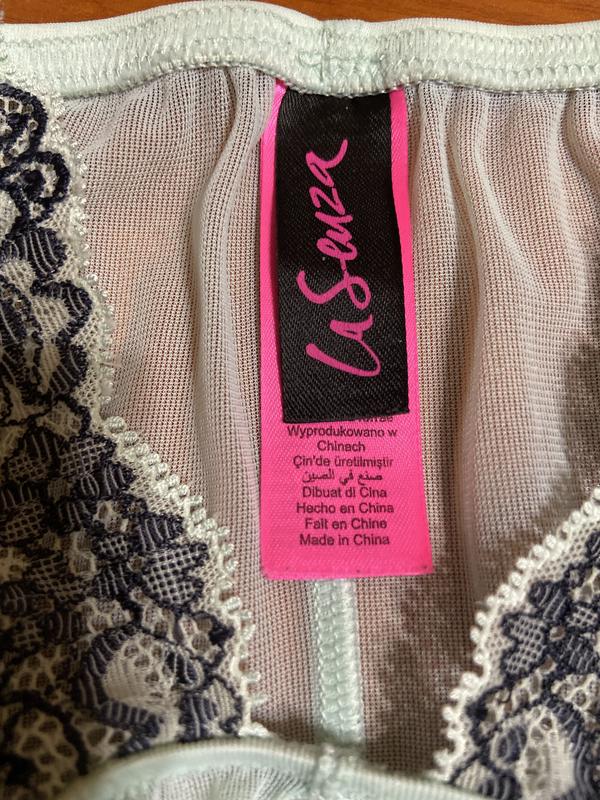 La Senza
Wyprodukowano w
Chinach
Çin'de üretilmiştir
صنع في الصين
Dibuat di Cina
Hecho en China
Fait en Chine
Made in China